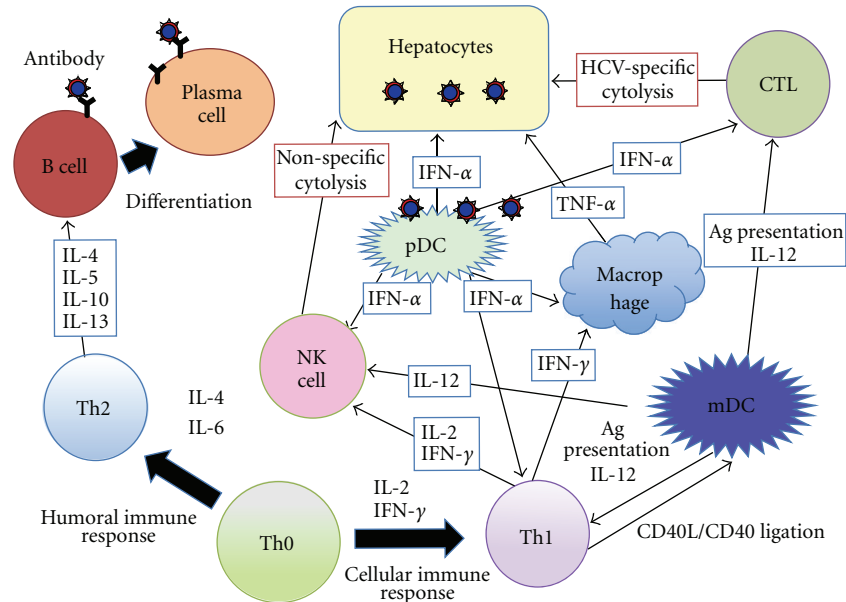 Hepatocytes
Antibody
Plasma
cell
HCV-specific
cytolysis
CTL
B cell
Non-specific
cytolysis
IFN-α
IFN-α
Differentiation
TNF-α
pDC
Ag presentation
IL-12
IL-4
IL-5
IL-10
IL-13
Macrop
hage
IFN-α
IFN-α
NK
cell
IFN-γ
IL-12
Th2
IL-4
IL-6
mDC
IL-2
IFN-γ
Ag
presentation
IL-12
IL-2
IFN-γ
Humoral immune
response
Th0
Th1
CD40L/CD40 ligation
Cellular immune
response